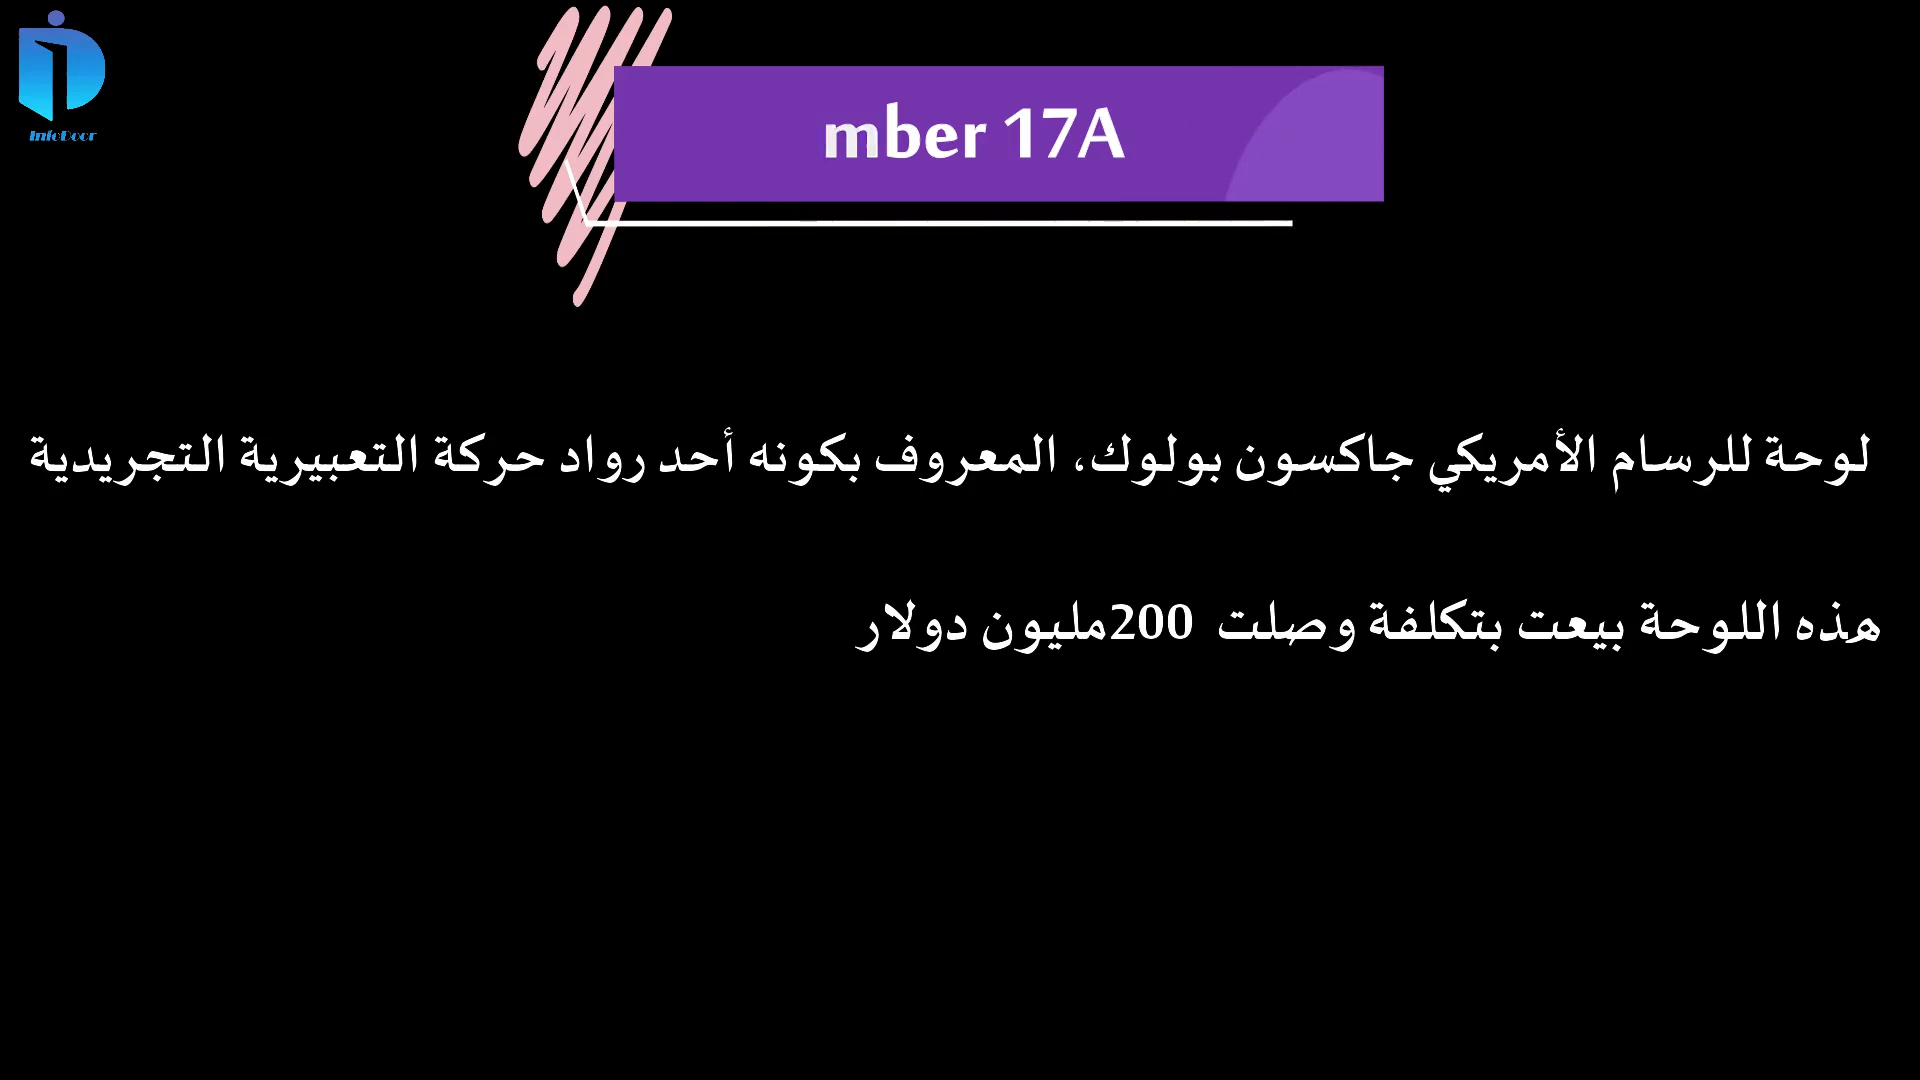 InfoDoor
mber 17A
لوحة للرسام الأمريكي جاكسون بولوك، المعروف بكونه أحد رواد حركة التعبيرية التجريدية
هذه اللوحة بيعت بتكلفة وصلت 200مليون دولار